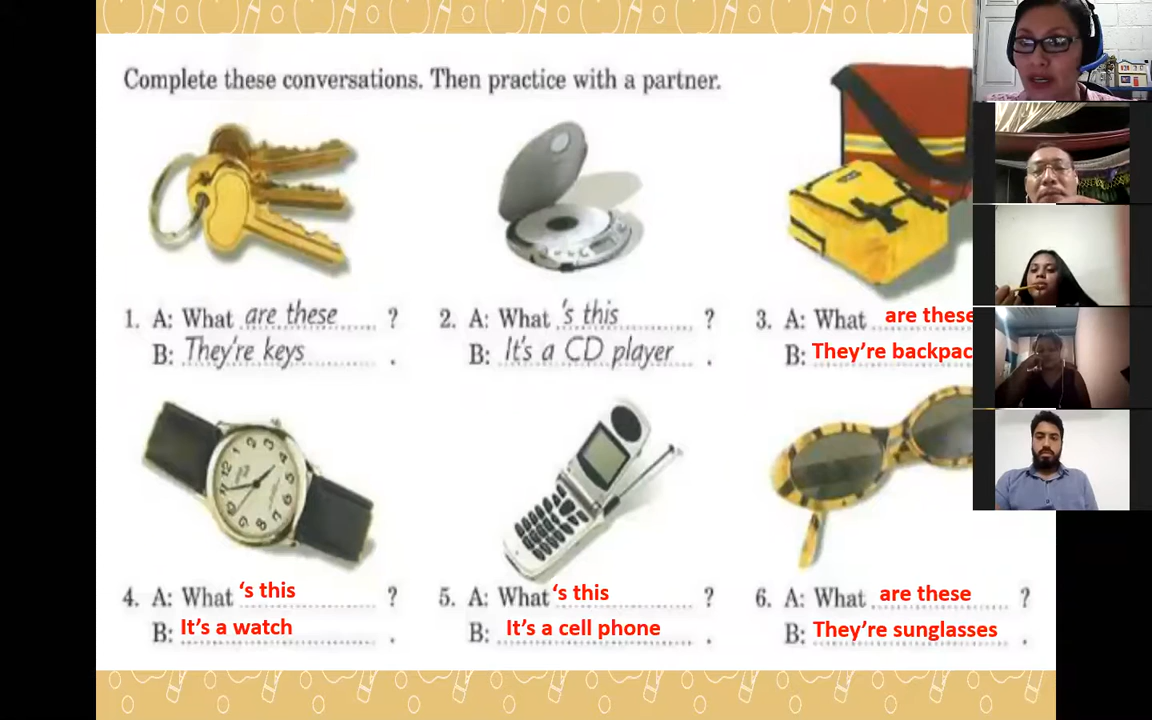 Complete these conversations. Then practice with a partner.
1. A: What are these ?
B: They're keys .
2. A: What 's this ?
B: It's a CD player .
3. A: What are these
B: They're backpac
4. A: What 's this ?
B: It's a watch .
5. A: What 's this ?
B: It's a cell phone .
6. A: What are these ?
B: They're sunglasses .